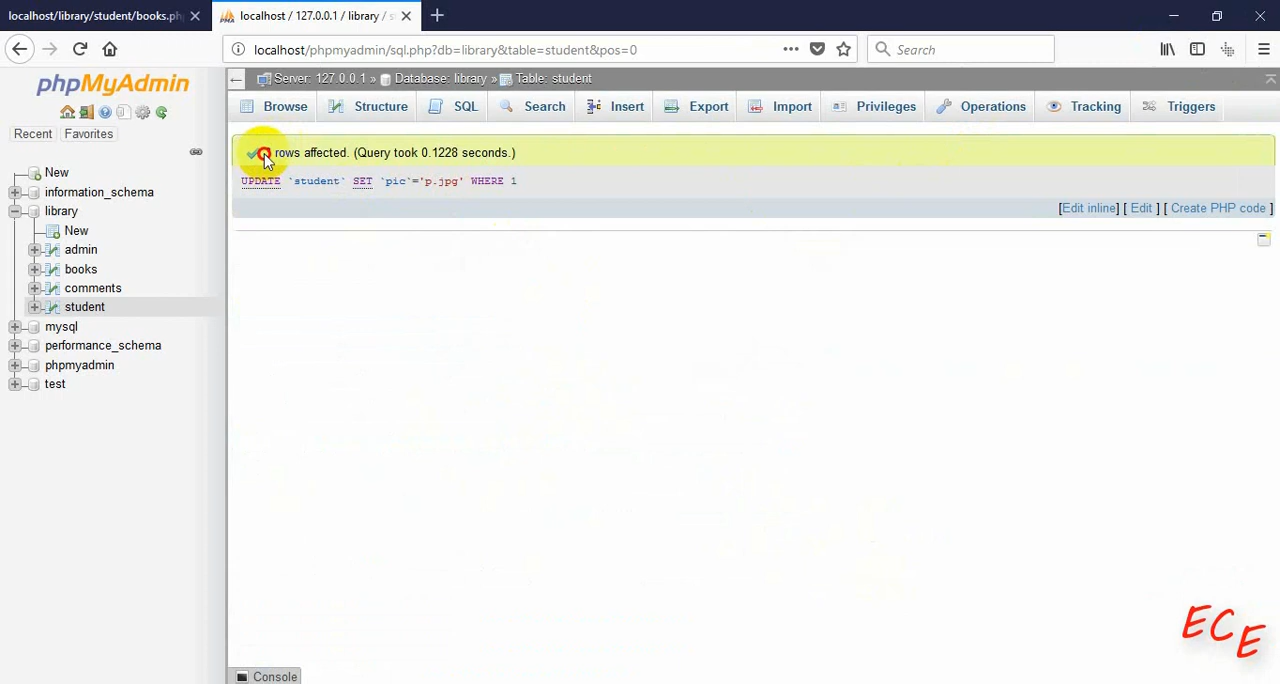 localhost/library/student/books.ph
localhost / 127.0.0.1 / library / s
localhost/phpmyadmin/sql.php?db=library&table=student&pos=0
Search
phpMyAdmin
Server: 127.0.0.1 » Database: library » Table: student
Browse Structure SQL Search Insert Export Import Privileges Operations Tracking Triggers
Recent Favorites
rows affected. (Query took 0.1228 seconds.)
UPDATE `student` SET `pic`='p.jpg' WHERE 1
[Edit inline] [ Edit ] [ Create PHP code ]
New
information_schema
library
New
admin
books
comments
student
mysql
performance_schema
phpmyadmin
test
ECE
Console